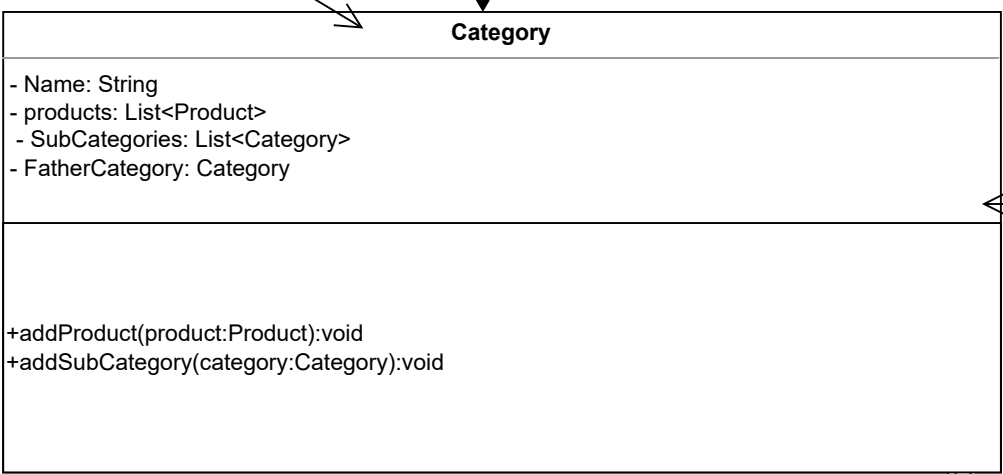 Category
- Name: String
- products: List<Product>
- SubCategories: List<Category>
- FatherCategory: Category
+addProduct(product:Product):void
+addSubCategory(category:Category):void